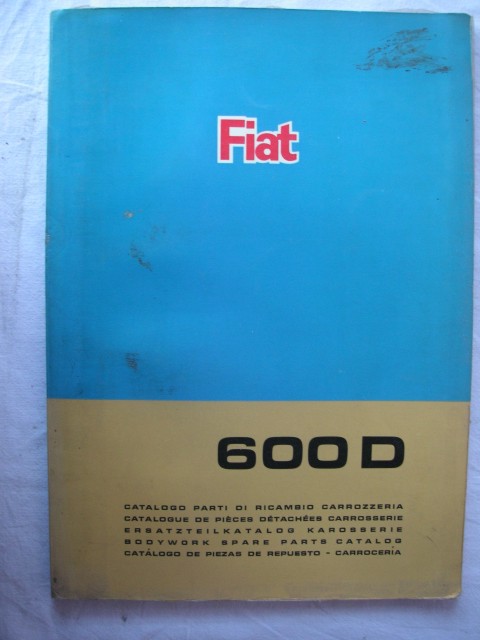 Fiat
600 D
CATALOGO PARTI DI RICAMBIO CARROZZERIA
CATALOGUE DE PIÈCES DÉTACHÉES CARROSSERIE
ERSATZTEILKATALOG KAROSSERIE
BODYWORK SPARE PARTS CATALOG
CATÁLOGO DE PIEZAS DE REPUESTO - CARROCERÍA